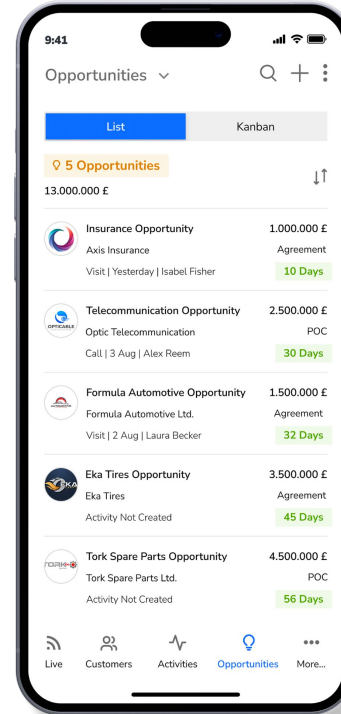 9:41
Opportunities
List Kanban
5 Opportunities
13.000.000 £
Insurance Opportunity 1.000.000 £
Axis Insurance Agreement
Visit | Yesterday | Isabel Fisher 10 Days
OPTICABLE
Telecommunication Opportunity 2.500.000 £
Optic Telecommunication POC
Call | 3 Aug | Alex Reem 30 Days
Formula Automotive Opportunity 1.500.000 £
Formula Automotive Ltd. Agreement
Visit | 2 Aug | Laura Becker 32 Days
EKA
Eka Tires Opportunity 3.500.000 £
Eka Tires Agreement
Activity Not Created 45 Days
TORK
Tork Spare Parts Opportunity 4.500.000 £
Tork Spare Parts Ltd. POC
Activity Not Created 56 Days
Live Customers Activities Opportunities More...